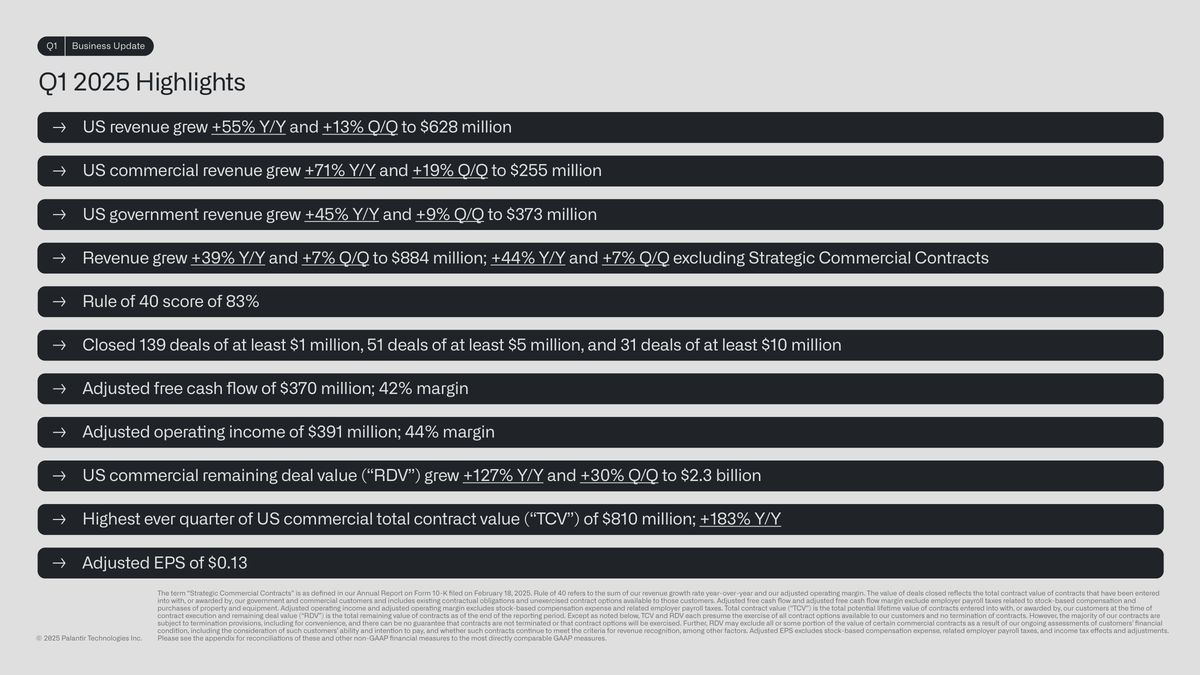 Q1 Business Update
Q1 2025 Highlights
→ US revenue grew +55% Y/Y and +13% Q/Q to $628 million
→ US commercial revenue grew +71% Y/Y and +19% Q/Q to $255 million
→ US government revenue grew +45% Y/Y and +9% Q/Q to $373 million
→ Revenue grew +39% Y/Y and +7% Q/Q to $884 million; +44% Y/Y and +7% Q/Q excluding Strategic Commercial Contracts
→ Rule of 40 score of 83%
→ Closed 139 deals of at least $1 million, 51 deals of at least $5 million, and 31 deals of at least $10 million
→ Adjusted free cash flow of $370 million; 42% margin
→ Adjusted operating income of $391 million; 44% margin
→ US commercial remaining deal value (“RDV”) grew +127% Y/Y and +30% Q/Q to $2.3 billion
→ Highest ever quarter of US commercial total contract value (“TCV”) of $810 million; +183% Y/Y
→ Adjusted EPS of $0.13
The term “Strategic Commercial Contracts” is as defined in our Annual Report on Form 10-K filed on February 18, 2025. Rule of 40 refers to the sum of our revenue growth rate year-over-year and our adjusted operating margin. The value of deals closed reflects the total contract value of contracts that have been entered
into with, or awarded by, our government and commercial customers and includes existing contractual obligations and unexercised contract options available to those customers. Adjusted free cash flow and adjusted free cash flow margin exclude employer payroll taxes related to stock-based compensation and
purchases of property and equipment. Adjusted operating income and adjusted operating margin excludes stock-based compensation expense and related employer payroll taxes. Total contract value (“TCV”) is the total potential lifetime value of contracts entered into with, or awarded by, our customers at the time of
contract execution and remaining deal value (“RDV”) is the total remaining value of contracts as of the end of the reporting period. Except as noted below, TCV and RDV each presume the exercise of all contract options available to our customers and no termination of contracts. However, the majority of our contracts are
subject to termination provisions, including for convenience, and there can be no guarantee that contracts are not terminated or that contract options will be exercised. Further, RDV may exclude all or some portion of the value of certain commercial contracts as a result of our ongoing assessments of customers’ financial
condition, including the consideration of such customers’ ability and intention to pay, and whether such contracts continue to meet the criteria for revenue recognition, among other factors. Adjusted EPS excludes stock-based compensation expense, related employer payroll taxes, and income tax effects and adjustments.
Please see the appendix for reconciliations of these and other non-GAAP financial measures to the most directly comparable GAAP measures.
© 2025 Palantir Technologies Inc.